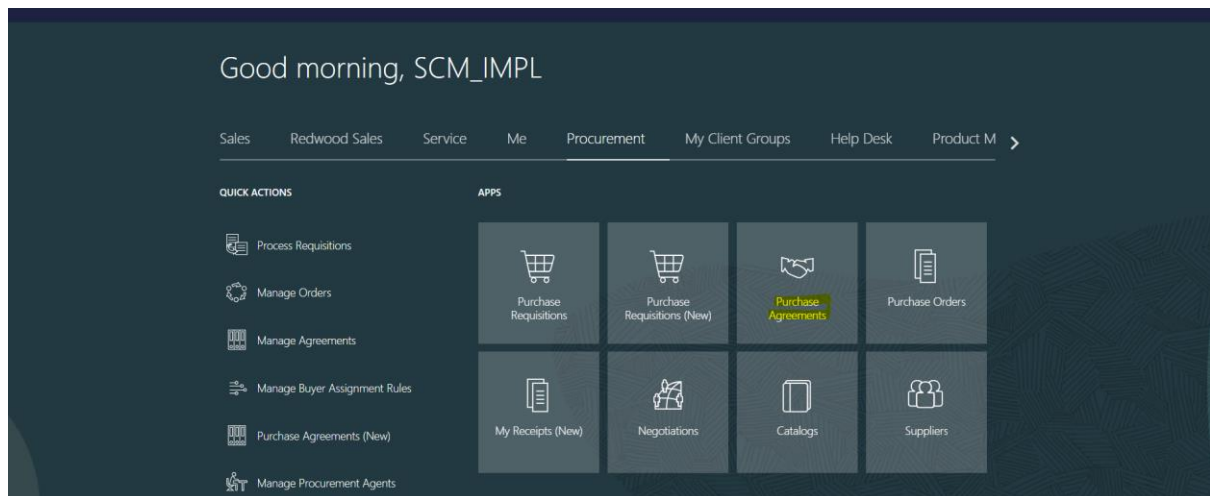 Good morning, SCM_IMPL
Sales Redwood Sales Service Me Procurement My Client Groups Help Desk Product M
QUICK ACTIONS
Process Requisitions
Manage Orders
Manage Agreements
Manage Buyer Assignment Rules
Purchase Agreements (New)
Manage Procurement Agents
APPS
Purchase
Requisitions
Purchase
Requisitions (New)
Purchase
Agreements
Purchase Orders
My Receipts (New)
Negotiations
Catalogs
Suppliers